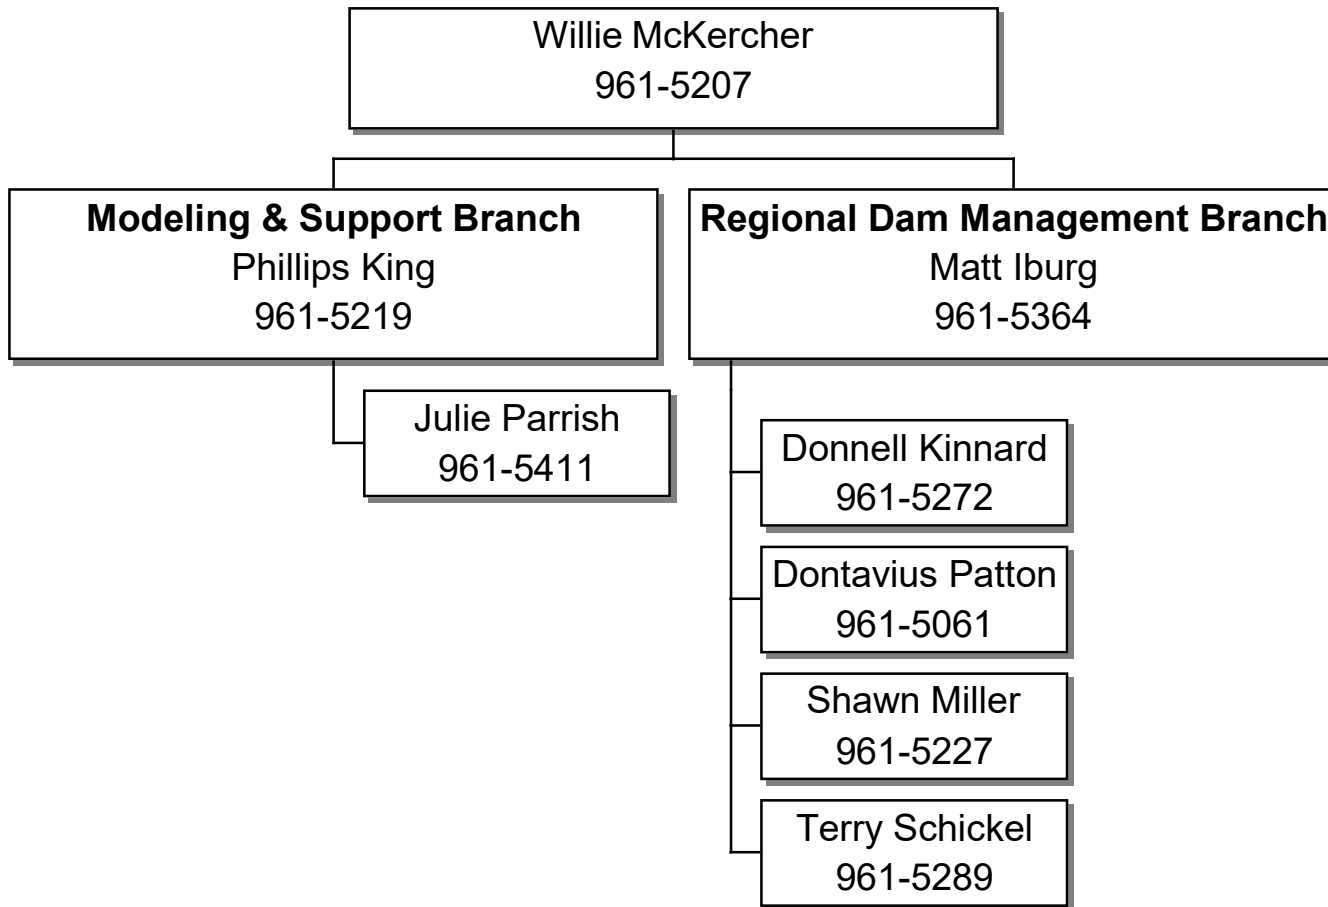 Willie McKercher
961-5207
Modeling & Support Branch
Phillips King
961-5219
Julie Parrish
961-5411
Regional Dam Management Branch
Matt Iburg
961-5364
Donnell Kinnard
961-5272
Dontavius Patton
961-5061
Shawn Miller
961-5227
Terry Schickel
961-5289